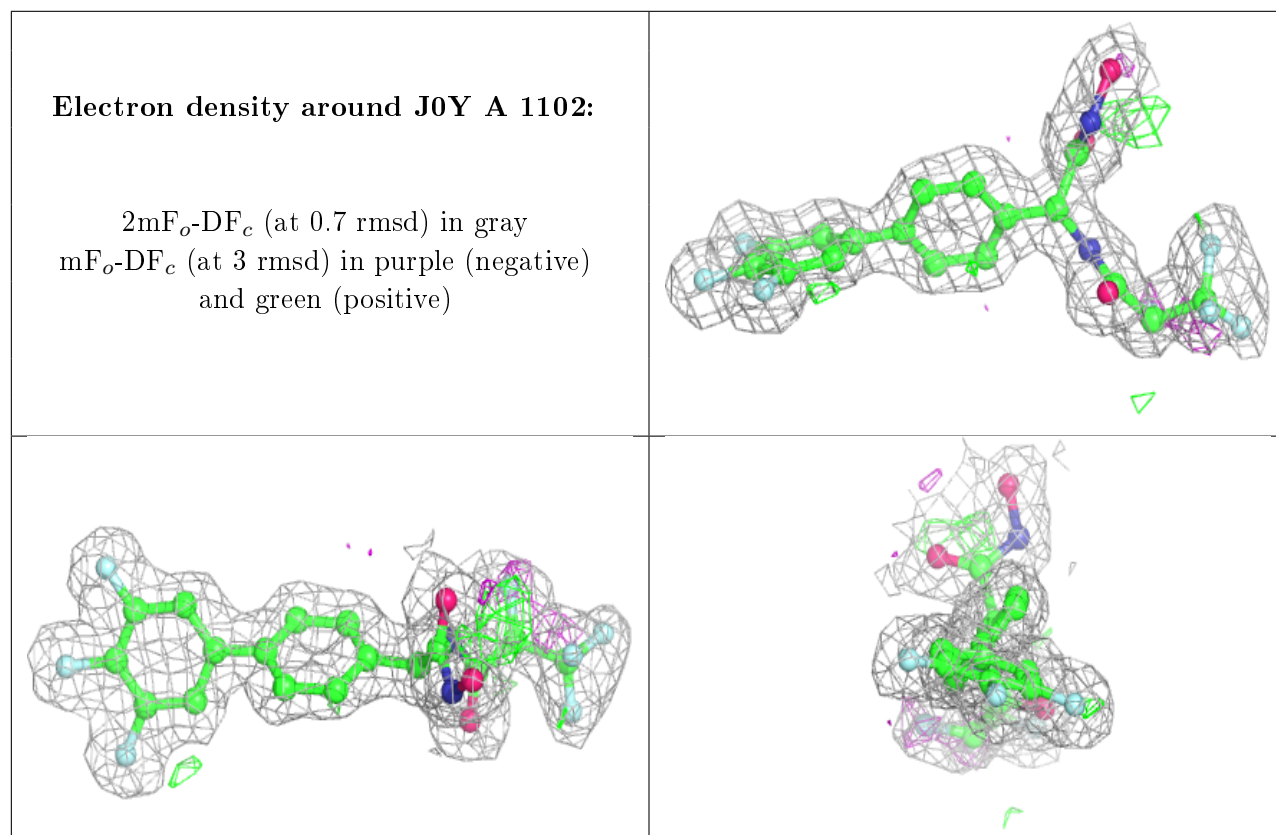 Electron density around J0Y A 1102:
2mFo-DFc (at 0.7 rmsd) in gray
mFo-DFc (at 3 rmsd) in purple (negative)
and green (positive)